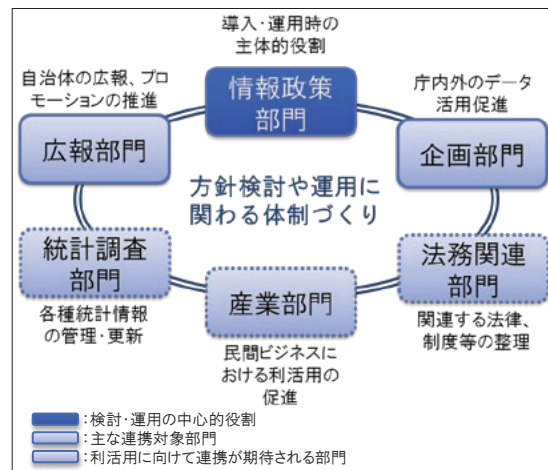 導入・運用時の
主体的役割
情報政策
部門
自治体の広報、プロ
モーションの推進
広報部門
庁内外のデータ
活用促進
企画部門
方針検討や運用に
関わる体制づくり
統計調査
部門
各種統計情報
の管理・更新
産業部門
民間ビジネスに
おける利活用の
促進
法務関連
部門
関連する法律、
制度等の整理
:検討・運用の中心的役割
:主な連携対象部門
:利活用に向けて連携が期待される部門